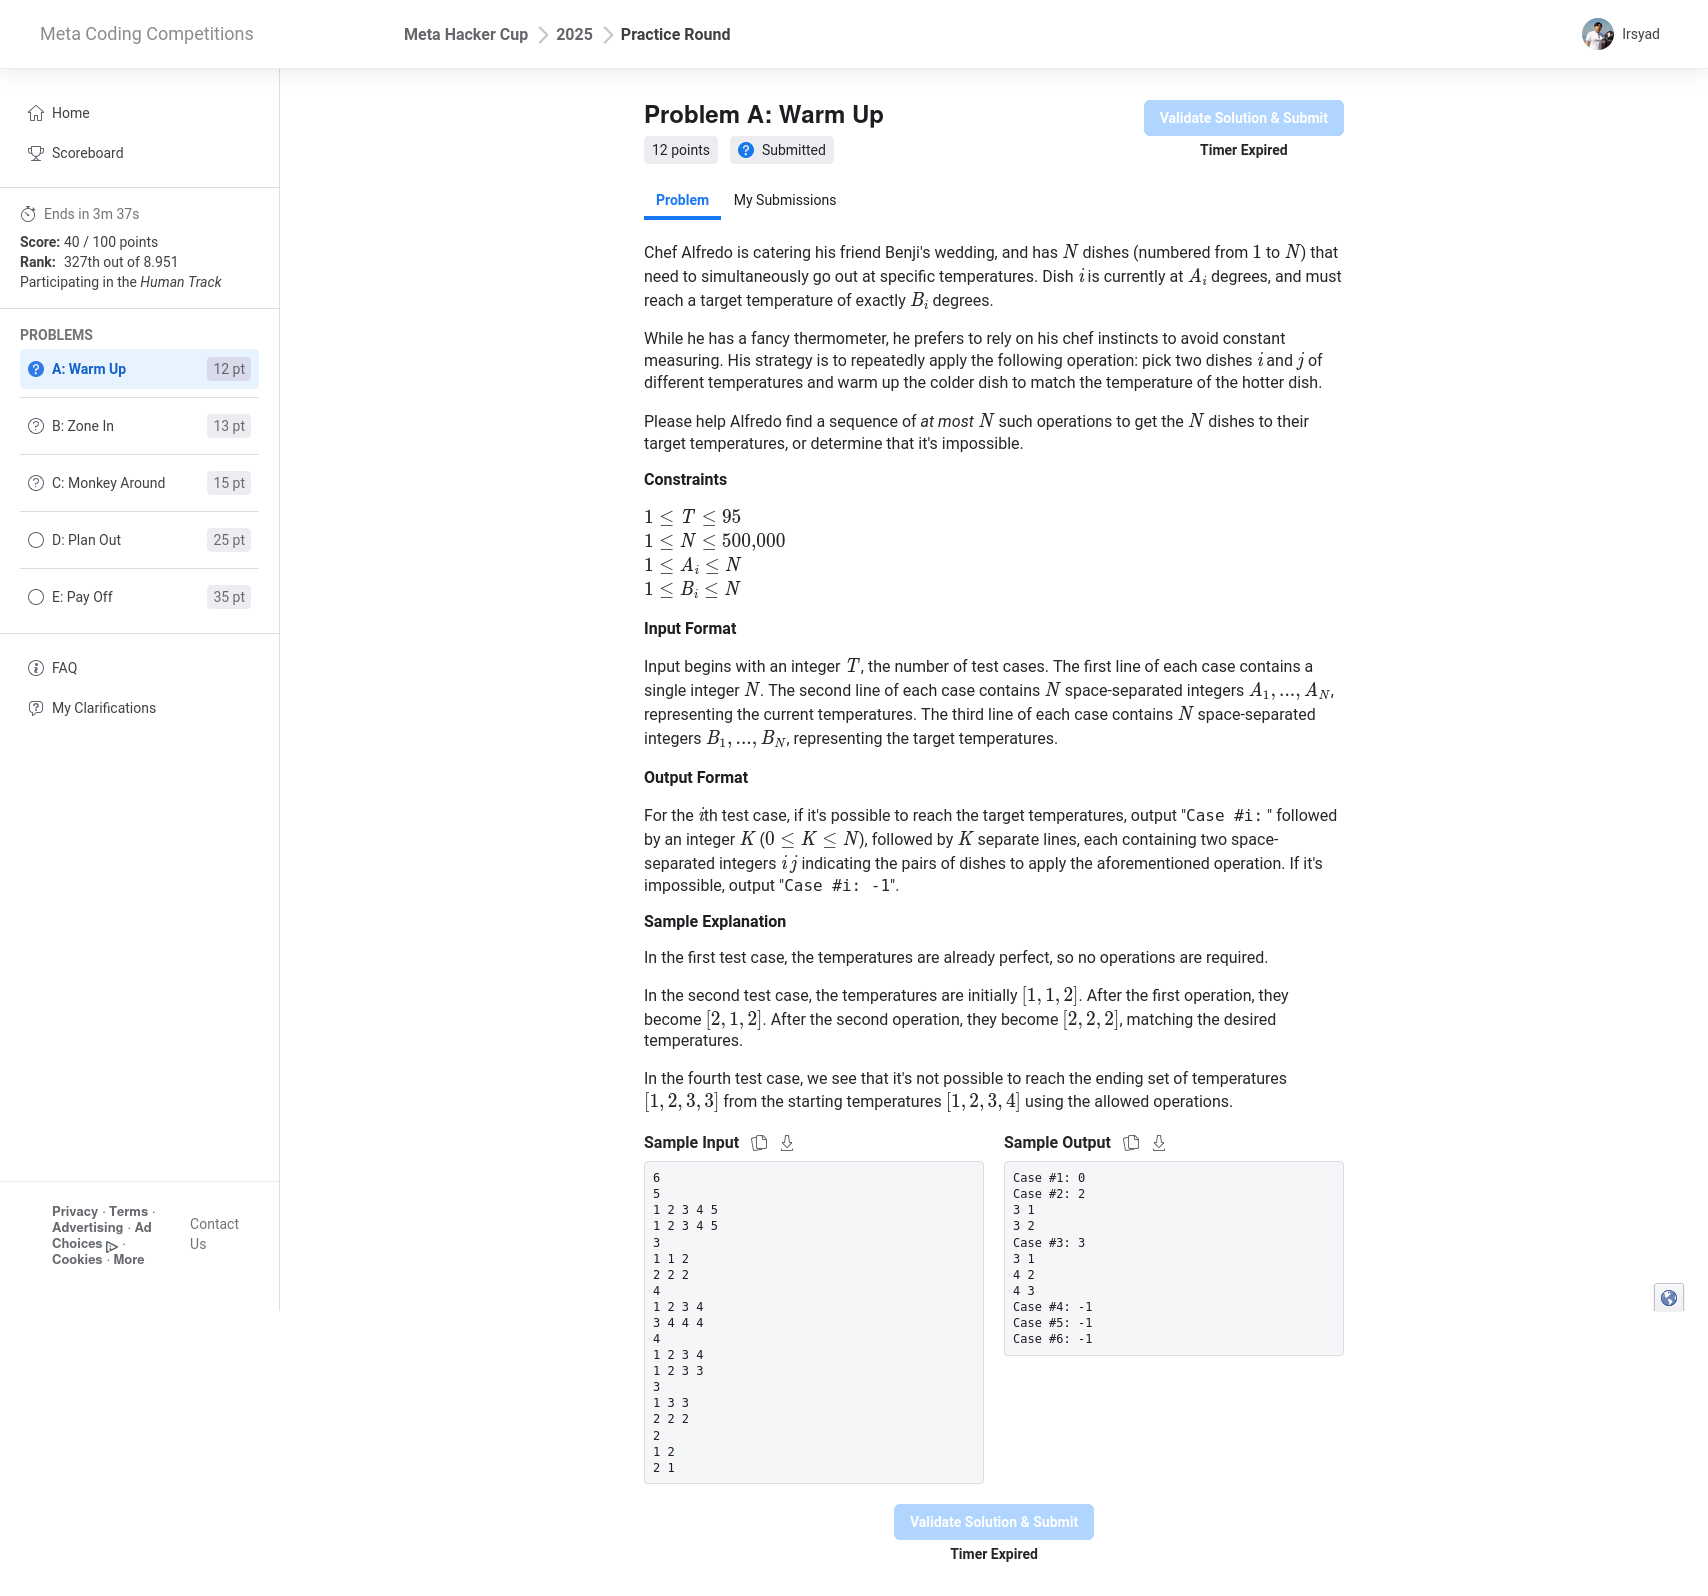 Meta Coding Competitions
Meta Hacker Cup
2025
Practice Round
Irsyad
Home
Scoreboard
Ends in 3m 37s
Score: 40 / 100 points
Rank: 327th out of 8.951
Participating in the Human Track
PROBLEMS
A: Warm Up 12 pt
B: Zone In 13 pt
C: Monkey Around 15 pt
D: Plan Out 25 pt
E: Pay Off 35 pt
FAQ
My Clarifications
Privacy · Terms ·
Advertising · Ad
Choices ·
Cookies · More
Contact
Us
Problem A: Warm Up
Validate Solution & Submit
12 points
Submitted
Timer Expired
Problem
My Submissions
Chef Alfredo is catering his friend Benji's wedding, and has N dishes (numbered from 1 to N) that
need to simultaneously go out at specific temperatures. Dish i is currently at A_i degrees, and must
reach a target temperature of exactly B_i degrees.
While he has a fancy thermometer, he prefers to rely on his chef instincts to avoid constant
measuring. His strategy is to repeatedly apply the following operation: pick two dishes i and j of
different temperatures and warm up the colder dish to match the temperature of the hotter dish.
Please help Alfredo find a sequence of at most N such operations to get the N dishes to their
target temperatures, or determine that it's impossible.
Constraints
1 ≤ T ≤ 95
1 ≤ N ≤ 500,000
1 ≤ A_i ≤ N
1 ≤ B_i ≤ N
Input Format
Input begins with an integer T, the number of test cases. The first line of each case contains a
single integer N. The second line of each case contains N space-separated integers A_1, ..., A_N,
representing the current temperatures. The third line of each case contains N space-separated
integers B_1, ..., B_N, representing the target temperatures.
Output Format
For the ith test case, if it's possible to reach the target temperatures, output "Case #i: " followed
by an integer K (0 ≤ K ≤ N), followed by K separate lines, each containing two space-
separated integers i j indicating the pairs of dishes to apply the aforementioned operation. If it's
impossible, output "Case #i: -1".
Sample Explanation
In the first test case, the temperatures are already perfect, so no operations are required.
In the second test case, the temperatures are initially [1, 1, 2]. After the first operation, they
become [2, 1, 2]. After the second operation, they become [2, 2, 2], matching the desired
temperatures.
In the fourth test case, we see that it's not possible to reach the ending set of temperatures
[1, 2, 3, 3] from the starting temperatures [1, 2, 3, 4] using the allowed operations.
Sample Input
6
5
1 2 3 4 5
1 2 3 4 5
3
1 1 2
2 2 2
4
1 2 3 4
3 4 4 4
4
1 2 3 4
1 2 3 3
3
1 3 3
2 2 2
2
1 2
2 1
Sample Output
Case #1: 0
Case #2: 2
3 1
3 2
Case #3: 3
3 1
4 2
4 3
Case #4: -1
Case #5: -1
Case #6: -1
Validate Solution & Submit
Timer Expired